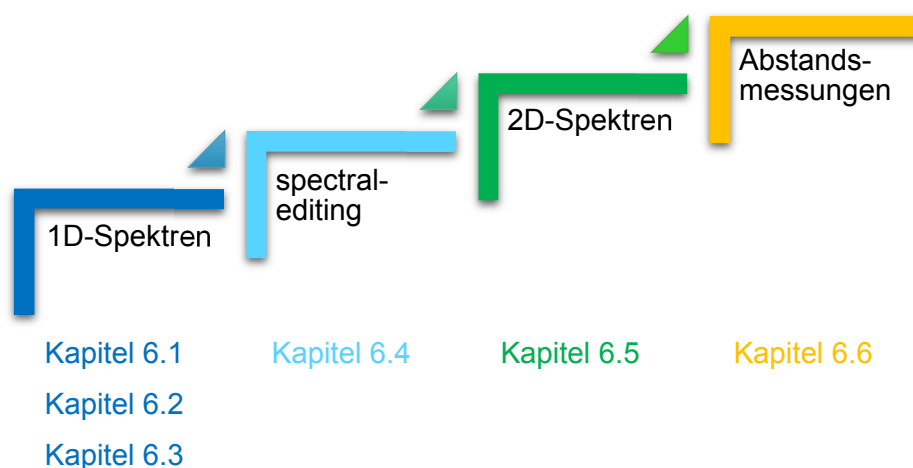 1D-Spektren
spectral-
editing
2D-Spektren
Abstands-
messungen
Kapitel 6.1
Kapitel 6.4
Kapitel 6.5
Kapitel 6.6
Kapitel 6.2
Kapitel 6.3